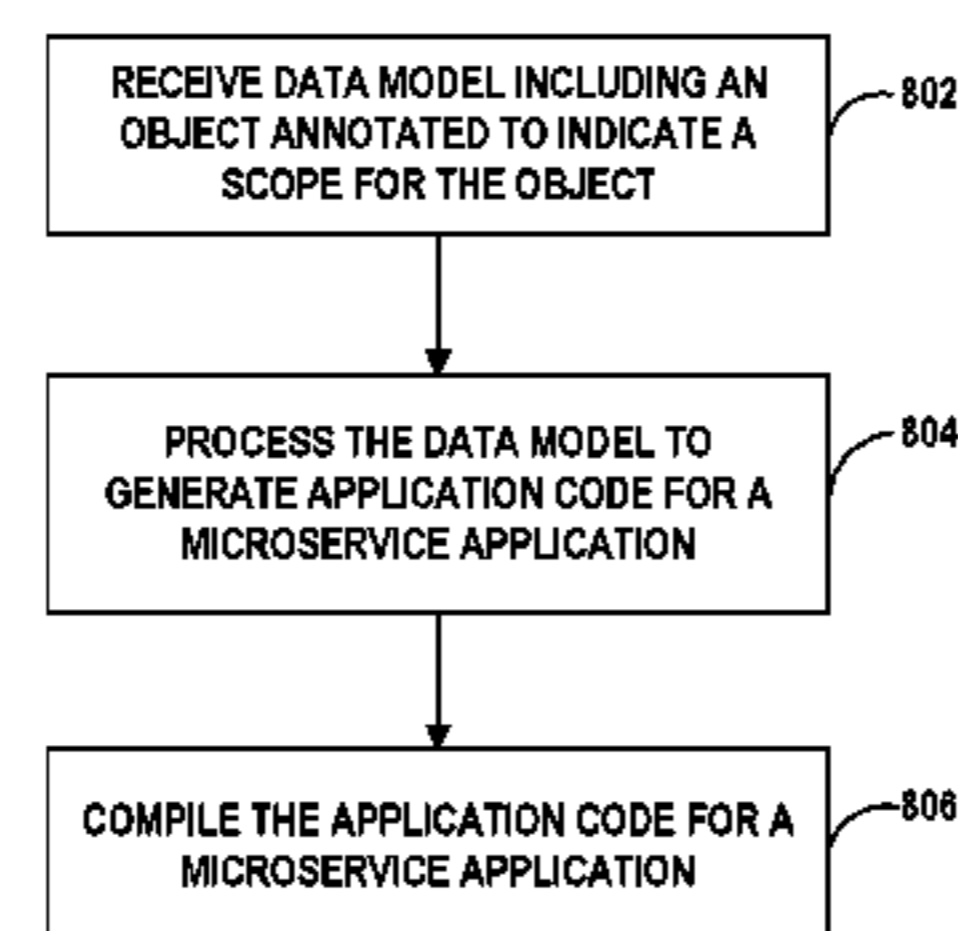 RECEIVE DATA MODEL INCLUDING AN
OBJECT ANNOTATED TO INDICATE A
SCOPE FOR THE OBJECT
802
PROCESS THE DATA MODEL TO
GENERATE APPLICATION CODE FOR A
MICROSERVICE APPLICATION
804
COMPILE THE APPLICATION CODE FOR A
MICROSERVICE APPLICATION
806